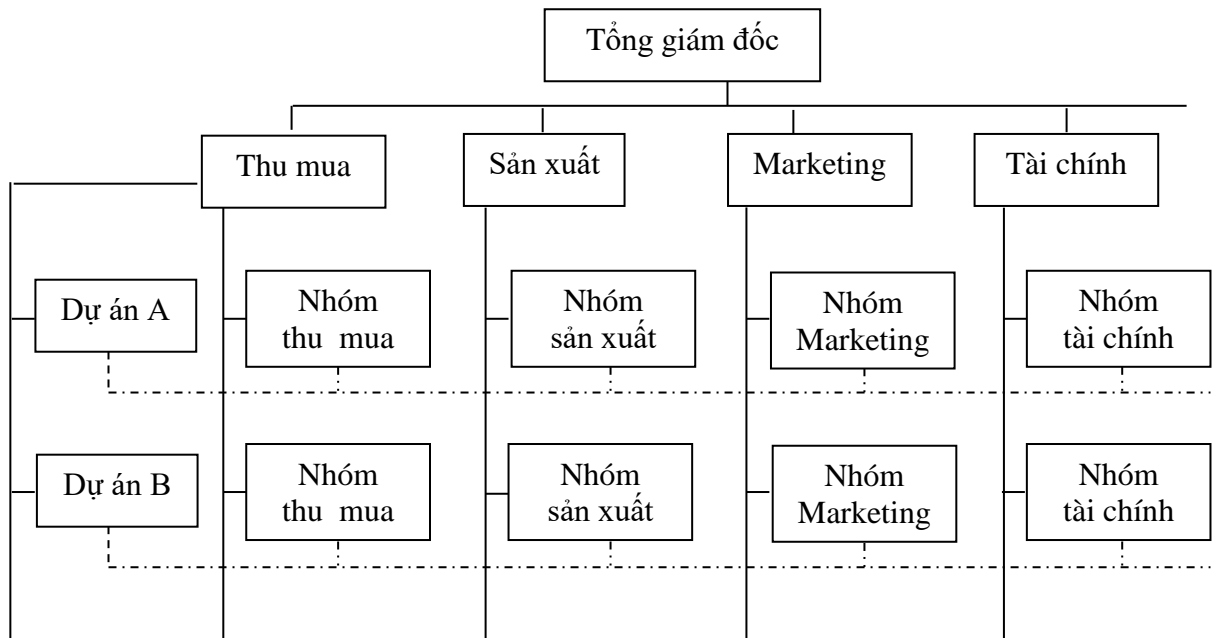 Tổng giám đốc
Thu mua
Sản xuất
Marketing
Tài chính
Dự án A
Nhóm
thu mua
Nhóm
sản xuất
Nhóm
Marketing
Nhóm
tài chính
Dự án B
Nhóm
thu mua
Nhóm
sản xuất
Nhóm
Marketing
Nhóm
tài chính